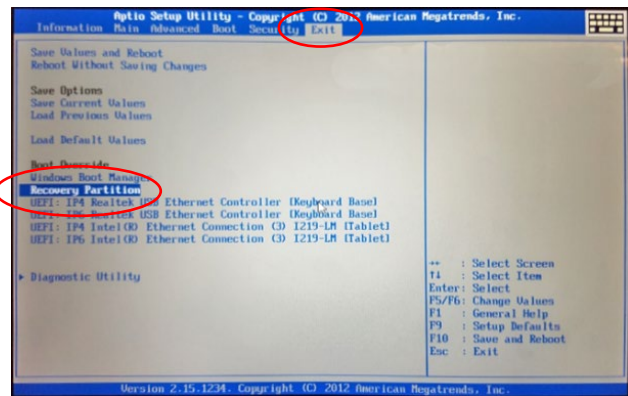 Aptio Setup Utility - Copyright (C) 2012 American Megatrends, Inc.
Information Main Advanced Boot Security Exit
Save Values and Reboot
Reboot Without Saving Changes
Save Options
Save Current Values
Load Previous Values
Load Default Values
Boot Override
Windows Boot Manager
Recovery Partition
UEFI: IP4 Realtek USB Ethernet Controller [Keyboard Base]
UEFI: IP6 Realtek USB Ethernet Controller [Keyboard Base]
UEFI: IP4 Intel(R) Ethernet Connection (3) I219-LM [Tablet]
UEFI: IP6 Intel(R) Ethernet Connection (3) I219-LM [Tablet]
Diagnostic Utility
↔ : Select Screen
↑↓ : Select Item
Enter: Select
F5/F6: Change Values
F1 : General Help
F9 : Setup Defaults
F10 : Save and Reboot
Esc : Exit
Version 2.15.1234. Copyright (C) 2012 American Megatrends, Inc.